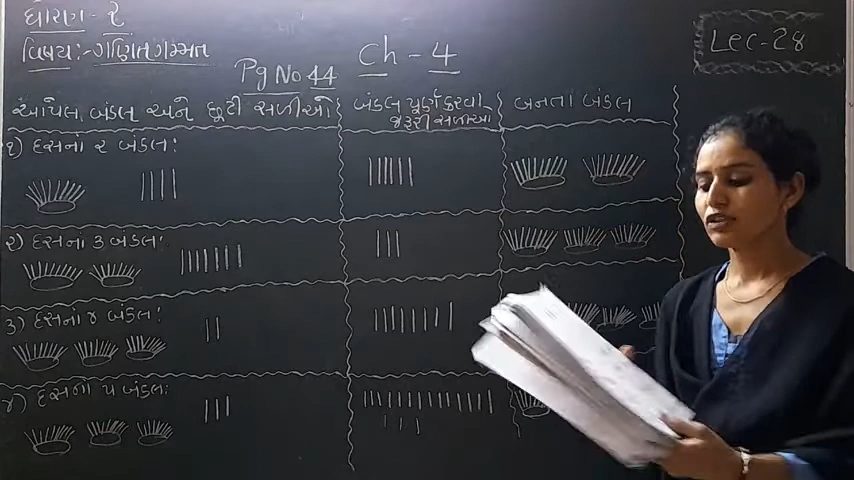 ધોરણ- ૨
વિષય:- ગણિત ગમ્મત
Ch - 4
Lec-28
Pg No 44
આપેલ બંડલ અને છૂટી સળીઓ
બંડલ પૂર્ણ કરવા જરૂરી સળીઓ
બનતા બંડલ
૧) દસનાં ૨ બંડલ:
૨) દસનાં ૩ બંડલ:
૩) દસનાં ૪ બંડલ:
૪) દસના ૫ બંડલ: